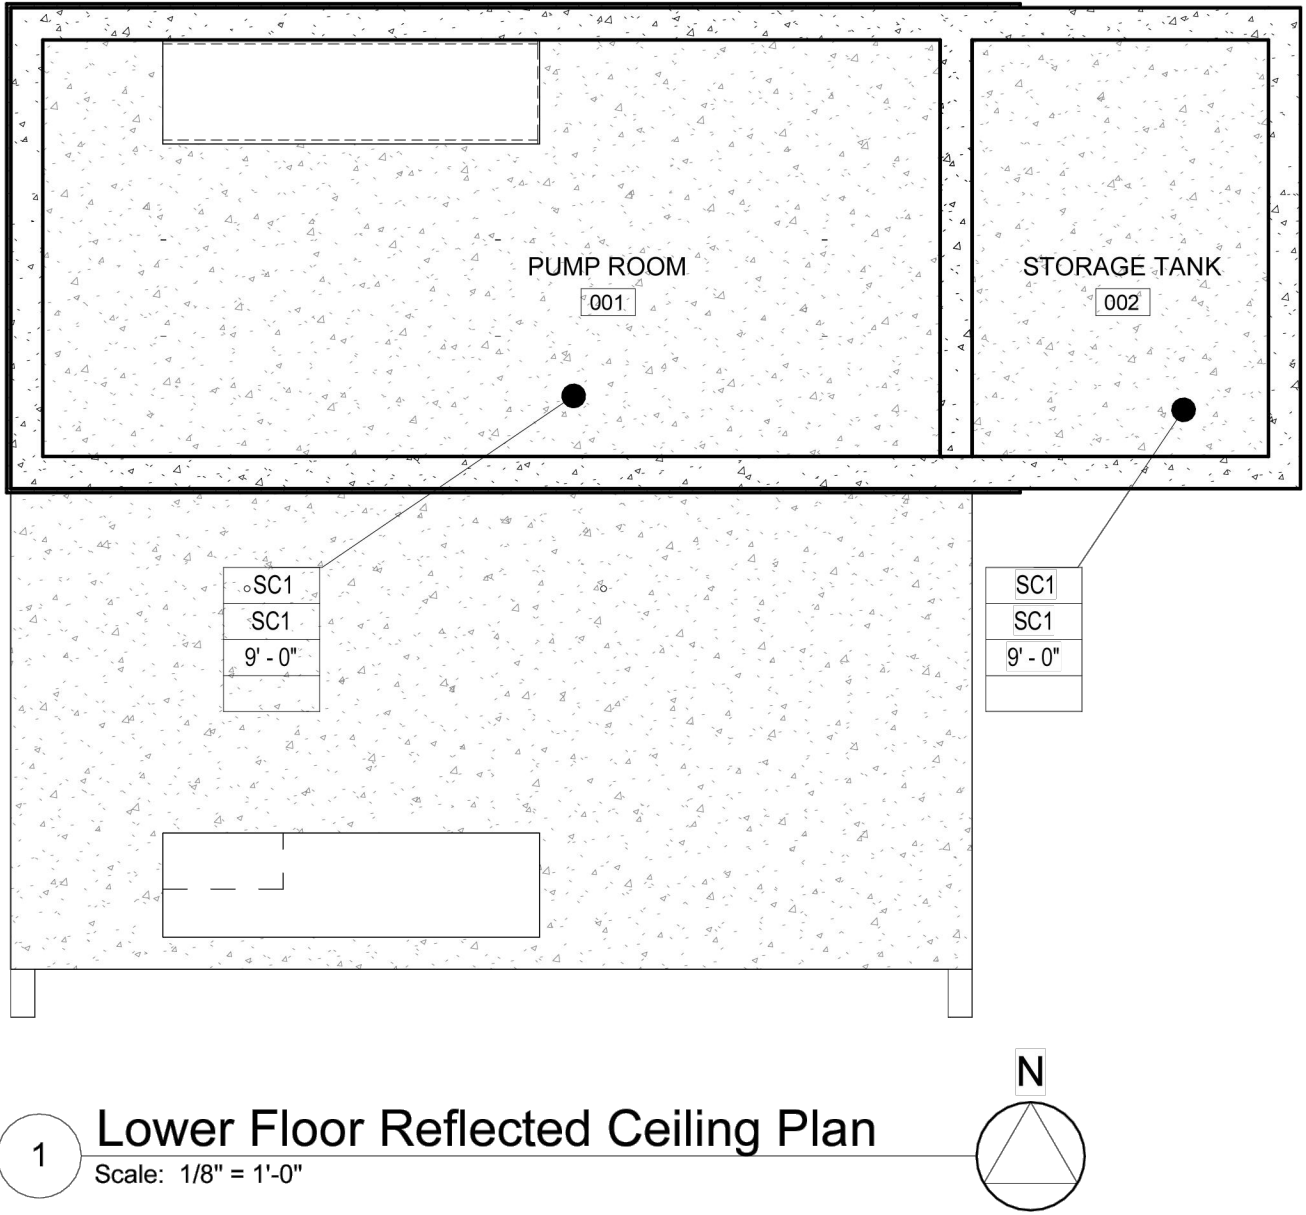 PUMP ROOM
001
STORAGE TANK
002
SC1
SC1
9' - 0"
SC1
SC1
9' - 0"
N
1
Lower Floor Reflected Ceiling Plan
Scale: 1/8" = 1'-0"